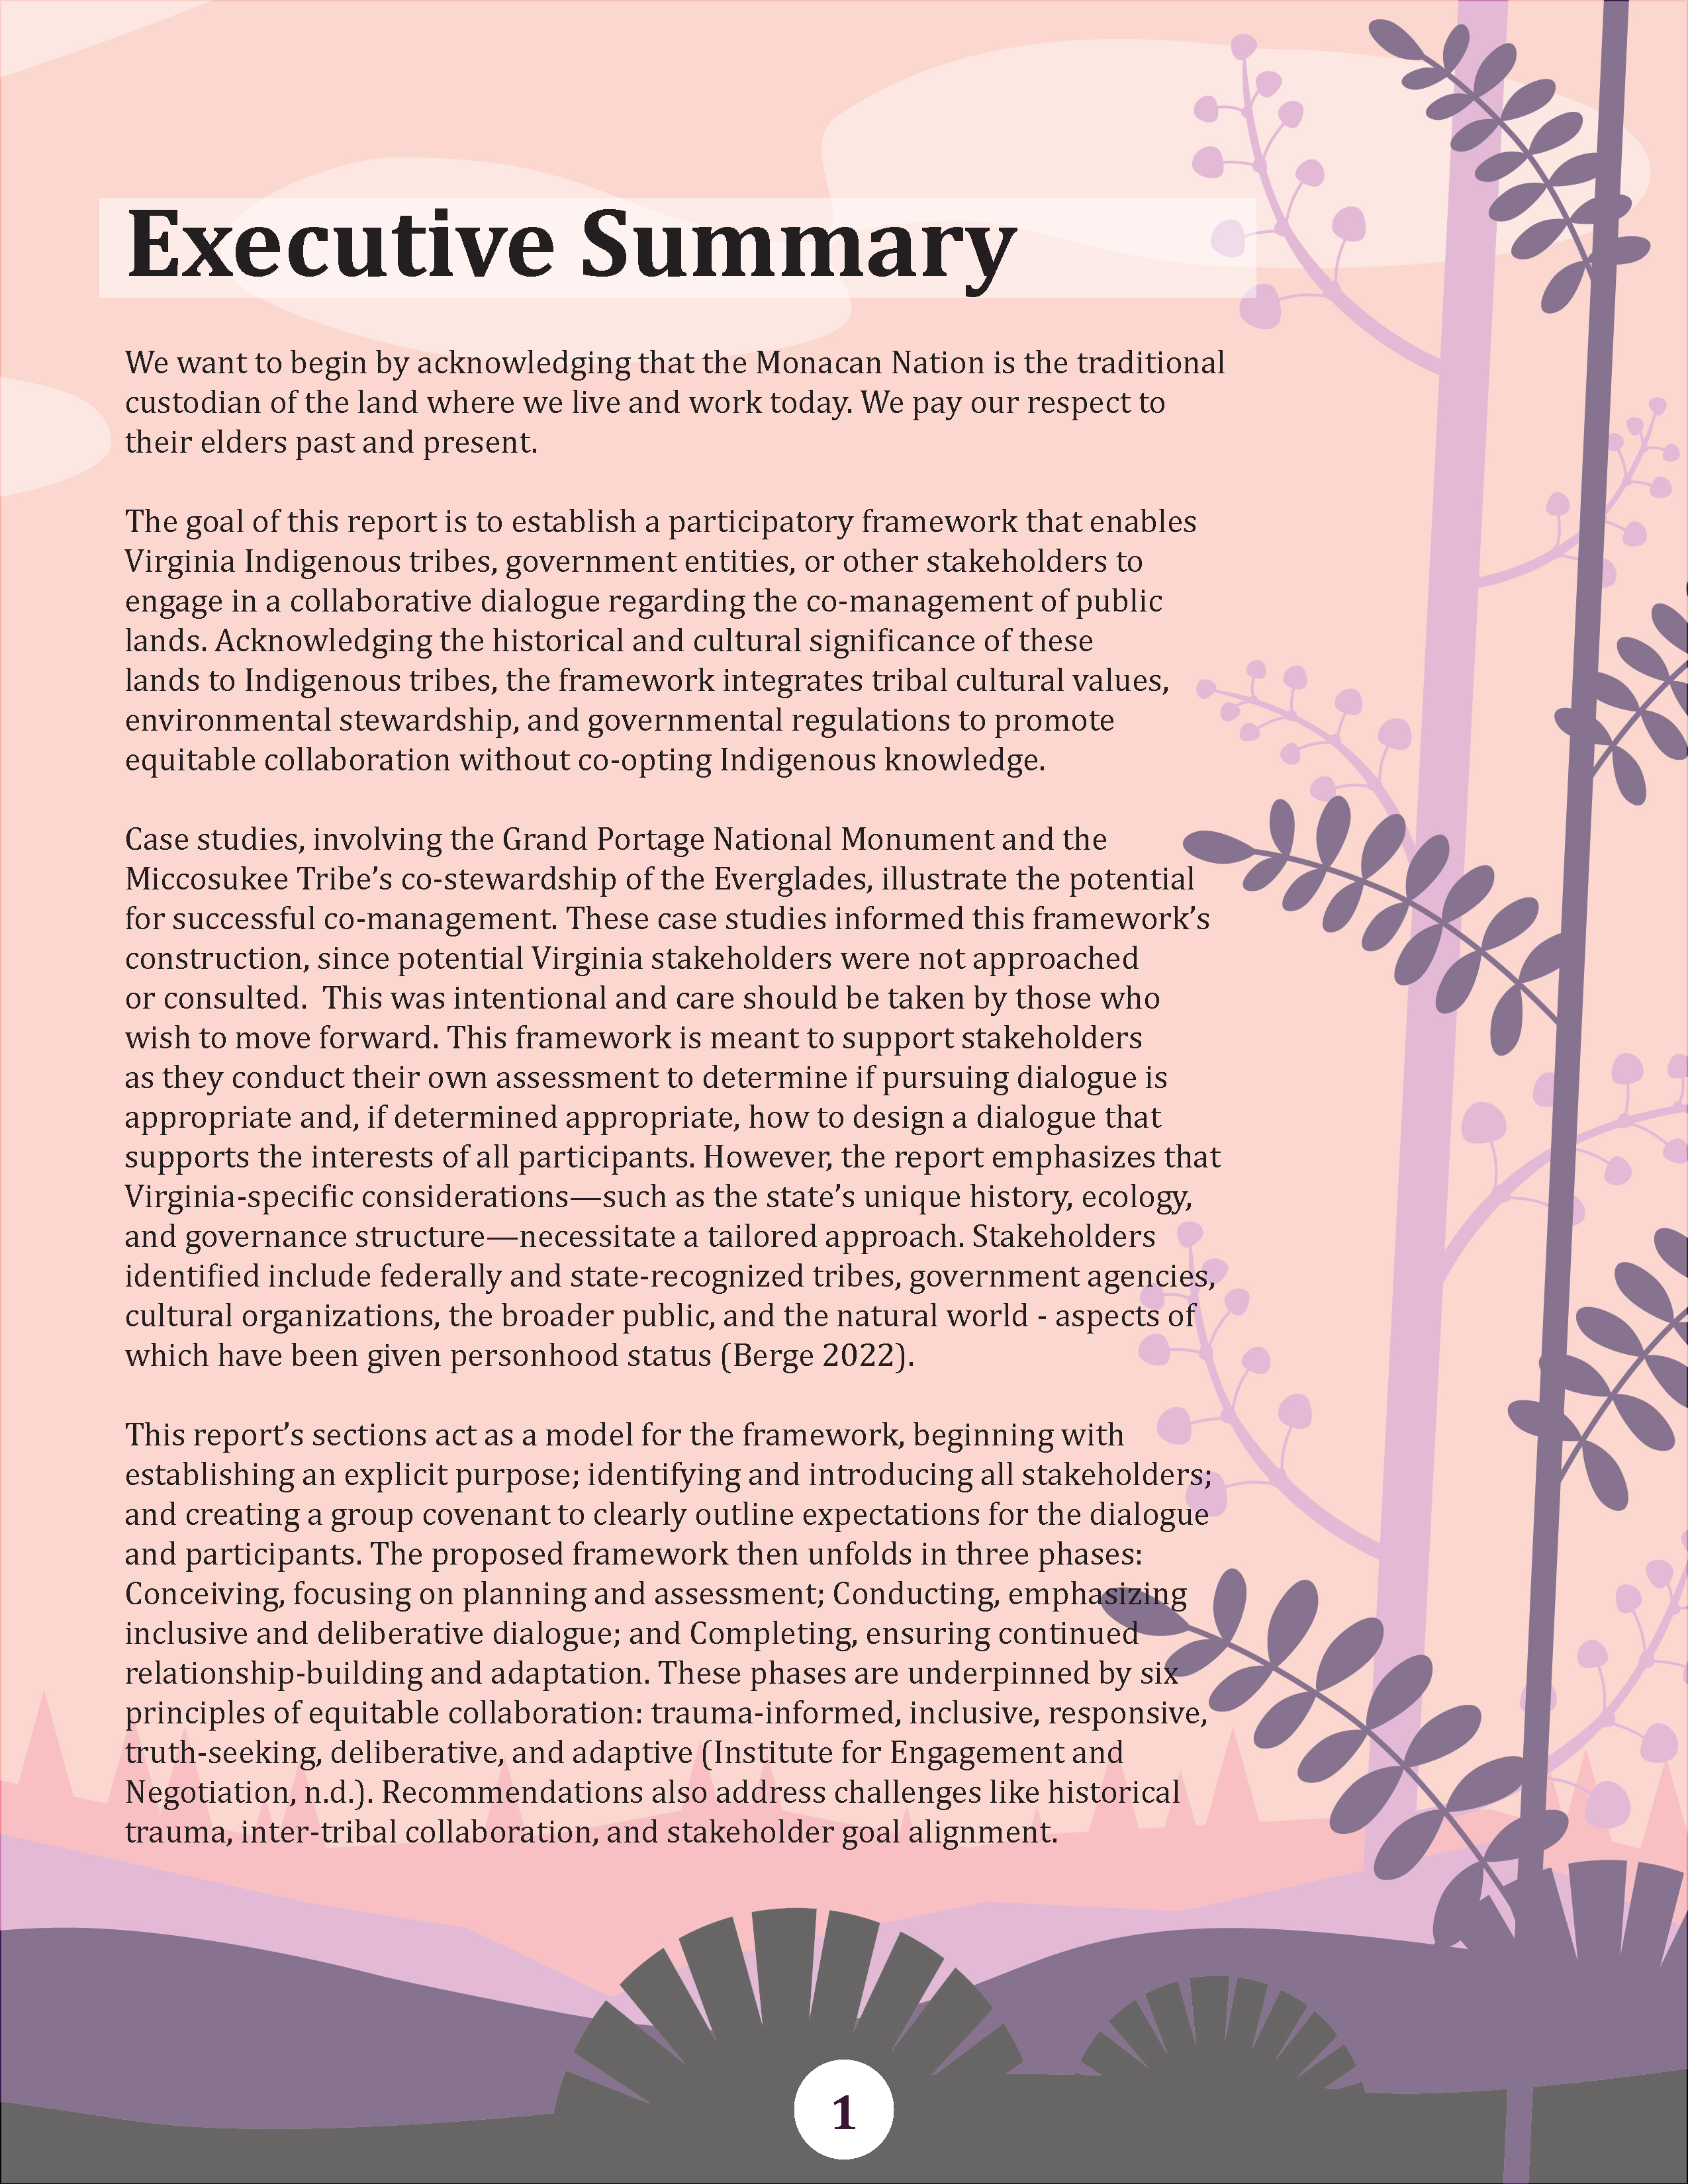 Executive Summary
We want to begin by acknowledging that the Monacan Nation is the traditional
custodian of the land where we live and work today. We pay our respect to
their elders past and present.
The goal of this report is to establish a participatory framework that enables
Virginia Indigenous tribes, government entities, or other stakeholders to
engage in a collaborative dialogue regarding the co-management of public
lands. Acknowledging the historical and cultural significance of these
lands to Indigenous tribes, the framework integrates tribal cultural values,
environmental stewardship, and governmental regulations to promote
equitable collaboration without co-opting Indigenous knowledge.
Case studies, involving the Grand Portage National Monument and the
Miccosukee Tribe’s co-stewardship of the Everglades, illustrate the potential
for successful co-management. These case studies informed this framework’s
construction, since potential Virginia stakeholders were not approached
or consulted.  This was intentional and care should be taken by those who
wish to move forward. This framework is meant to support stakeholders
as they conduct their own assessment to determine if pursuing dialogue is
appropriate and, if determined appropriate, how to design a dialogue that
supports the interests of all participants. However, the report emphasizes that
Virginia-specific considerations—such as the state’s unique history, ecology,
and governance structure—necessitate a tailored approach. Stakeholders
identified include federally and state-recognized tribes, government agencies,
cultural organizations, the broader public, and the natural world - aspects of
which have been given personhood status (Berge 2022).
This report’s sections act as a model for the framework, beginning with
establishing an explicit purpose; identifying and introducing all stakeholders;
and creating a group covenant to clearly outline expectations for the dialogue
and participants. The proposed framework then unfolds in three phases:
Conceiving, focusing on planning and assessment; Conducting, emphasizing
inclusive and deliberative dialogue; and Completing, ensuring continued
relationship-building and adaptation. These phases are underpinned by six
principles of equitable collaboration: trauma-informed, inclusive, responsive,
truth-seeking, deliberative, and adaptive (Institute for Engagement and
Negotiation, n.d.). Recommendations also address challenges like historical
trauma, inter-tribal collaboration, and stakeholder goal alignment.
1